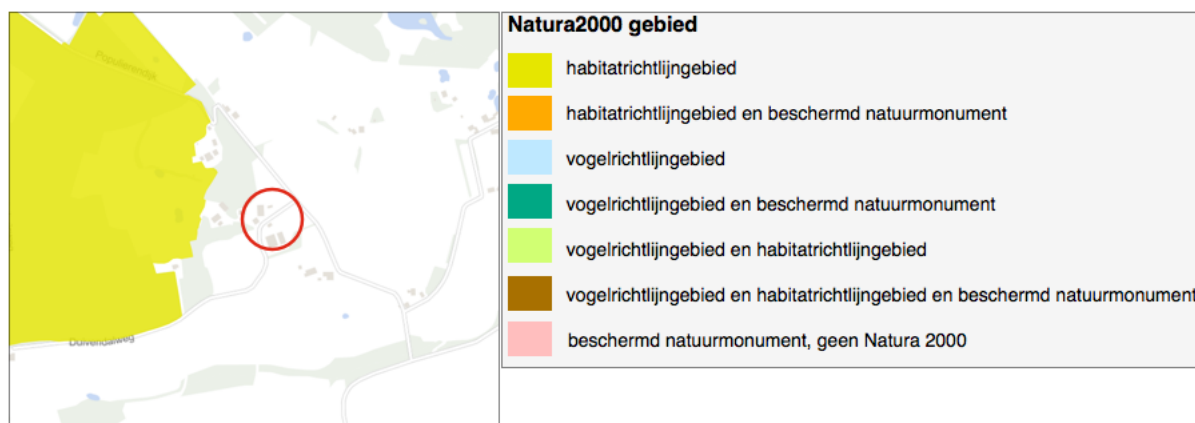 Populierendijk
Duivendalweg
Natura2000 gebied
habitatrichtlijngebied
habitatrichtlijngebied en beschermd natuurmonument
vogelrichtlijngebied
vogelrichtlijngebied en beschermd natuurmonument
vogelrichtlijngebied en habitatrichtlijngebied
vogelrichtlijngebied en habitatrichtlijngebied en beschermd natuurmonument
beschermd natuurmonument, geen Natura 2000